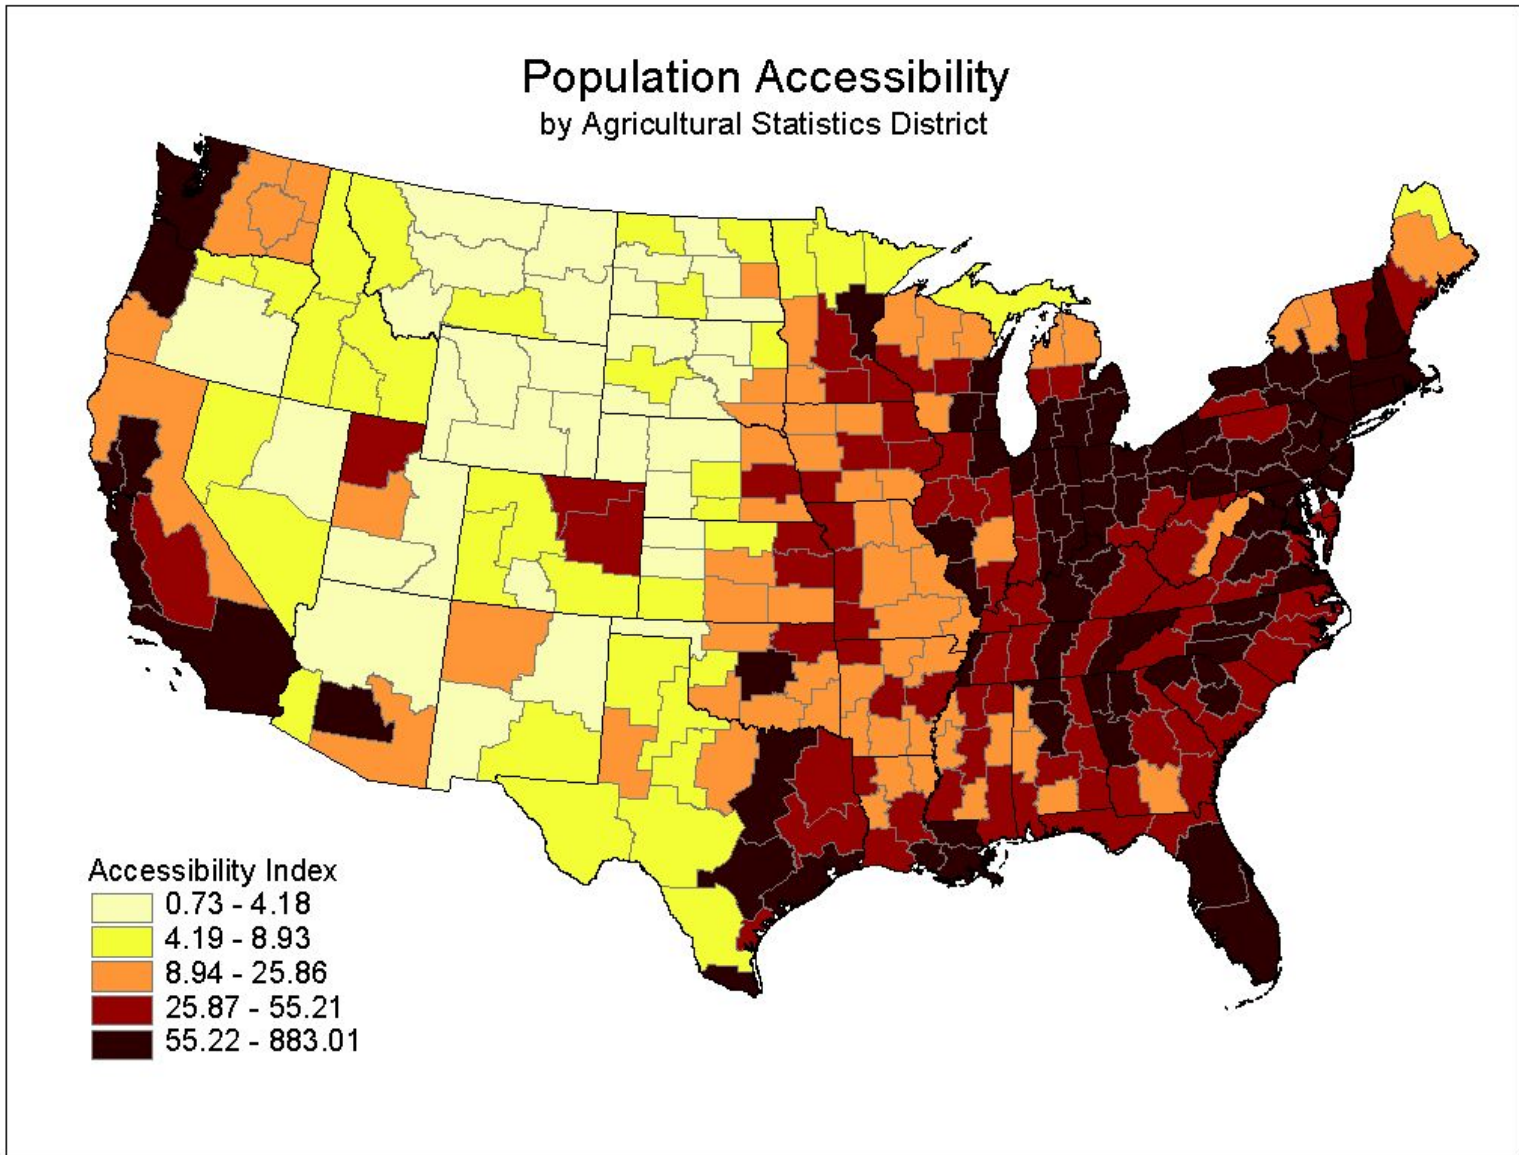 Population Accessibility
by Agricultural Statistics District
Accessibility Index
0.73 - 4.18
4.19 - 8.93
8.94 - 25.86
25.87 - 55.21
55.22 - 883.01